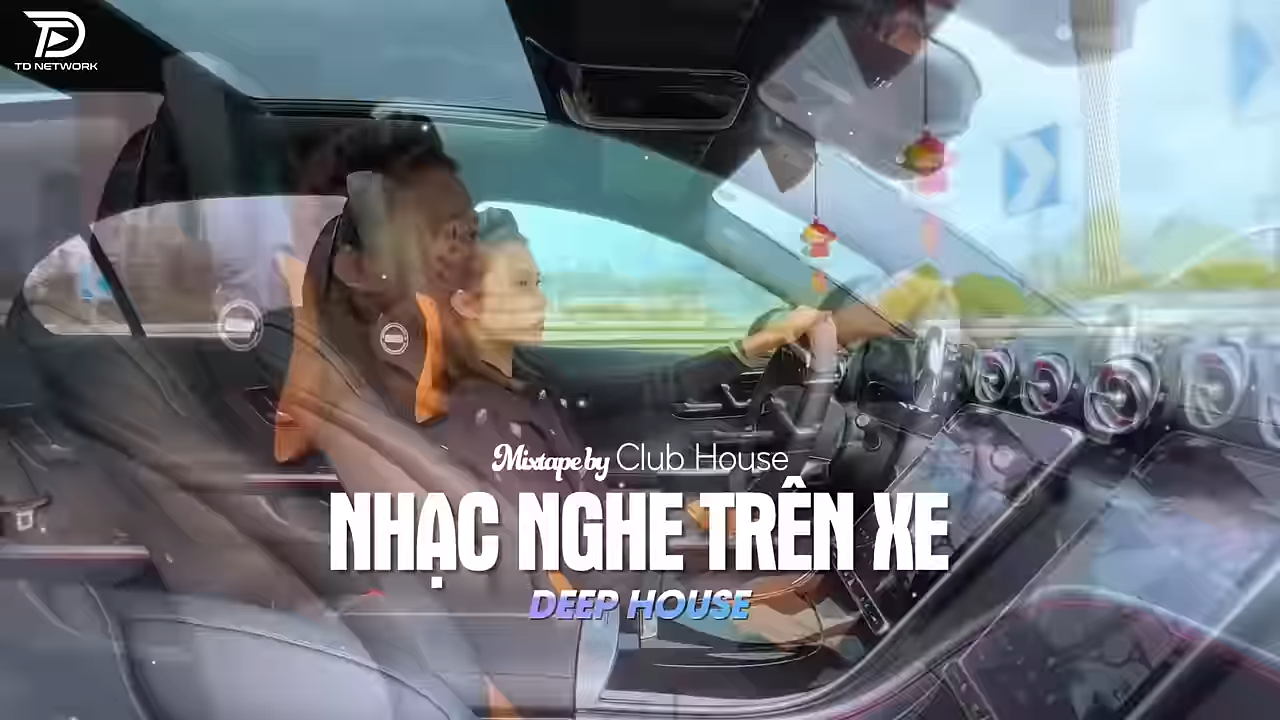 TD NETWORK
Mixtape by Club House
NHẠC NGHE TRÊN XE
DEEP HOUSE